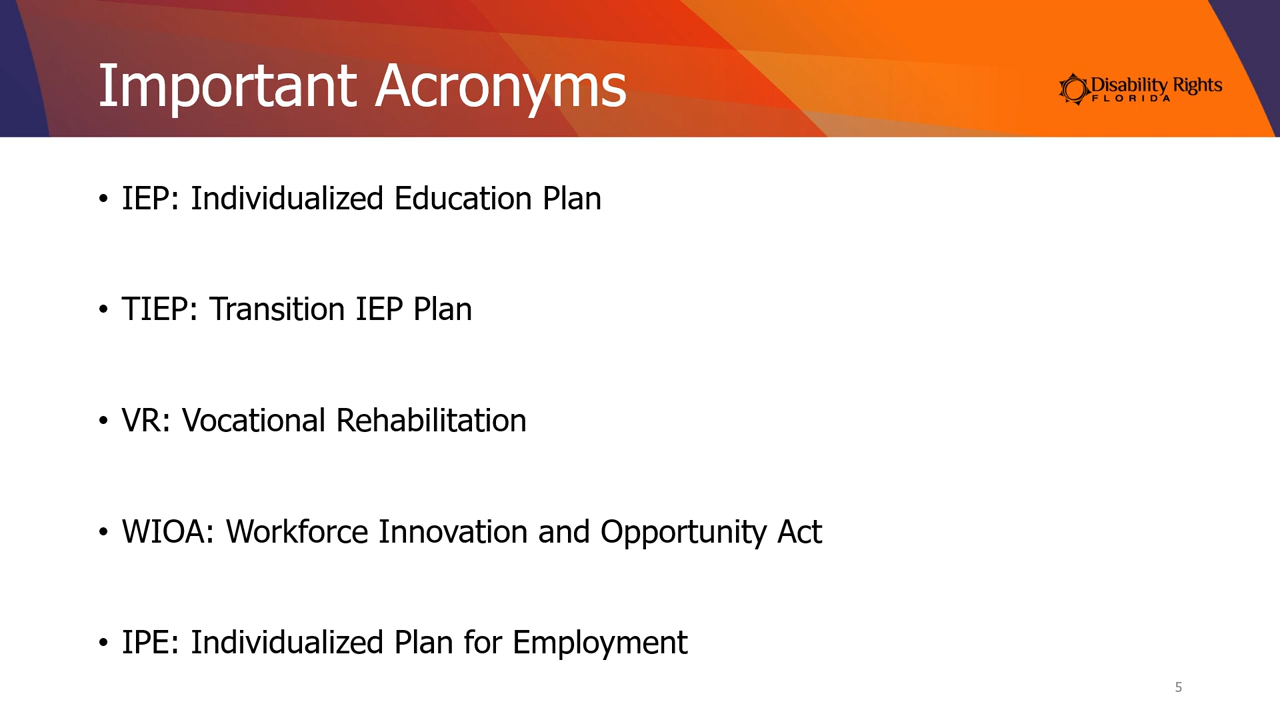 Important Acronyms
Disability Rights
FLORIDA
• IEP: Individualized Education Plan
• TIEP: Transition IEP Plan
• VR: Vocational Rehabilitation
• WIOA: Workforce Innovation and Opportunity Act
• IPE: Individualized Plan for Employment
5